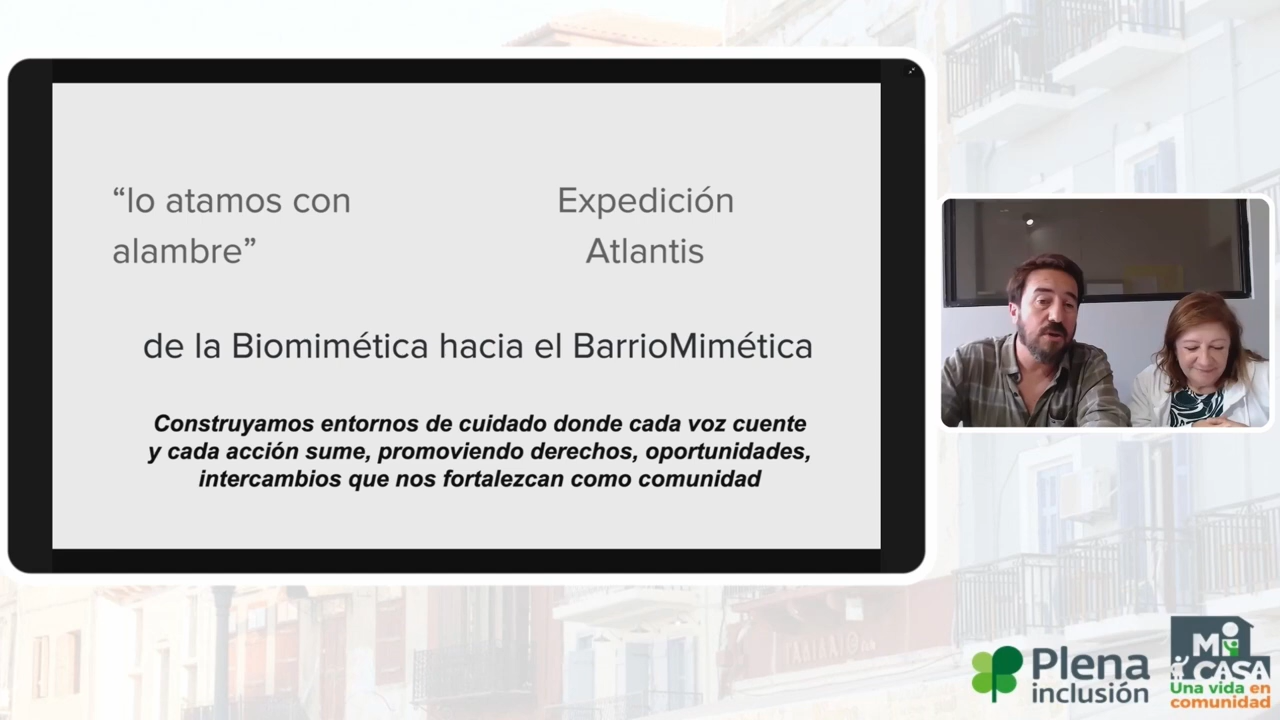 “lo atamos con
alambre”
Expedición
Atlantis
de la Biomimética hacia el BarrioMimética
Construyamos entornos de cuidado donde cada voz cuente
y cada acción sume, promoviendo derechos, oportunidades,
intercambios que nos fortalezcan como comunidad
Plena
inclusión
Mi
CASA
Una vida en
comunidad